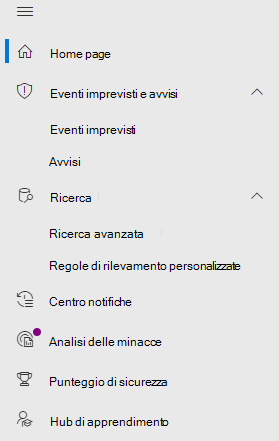 Home page
Eventi imprevisti e avvisi
Eventi imprevisti
Avvisi
Ricerca
Ricerca avanzata
Regole di rilevamento personalizzate
Centro notifiche
Analisi delle minacce
Punteggio di sicurezza
Hub di apprendimento